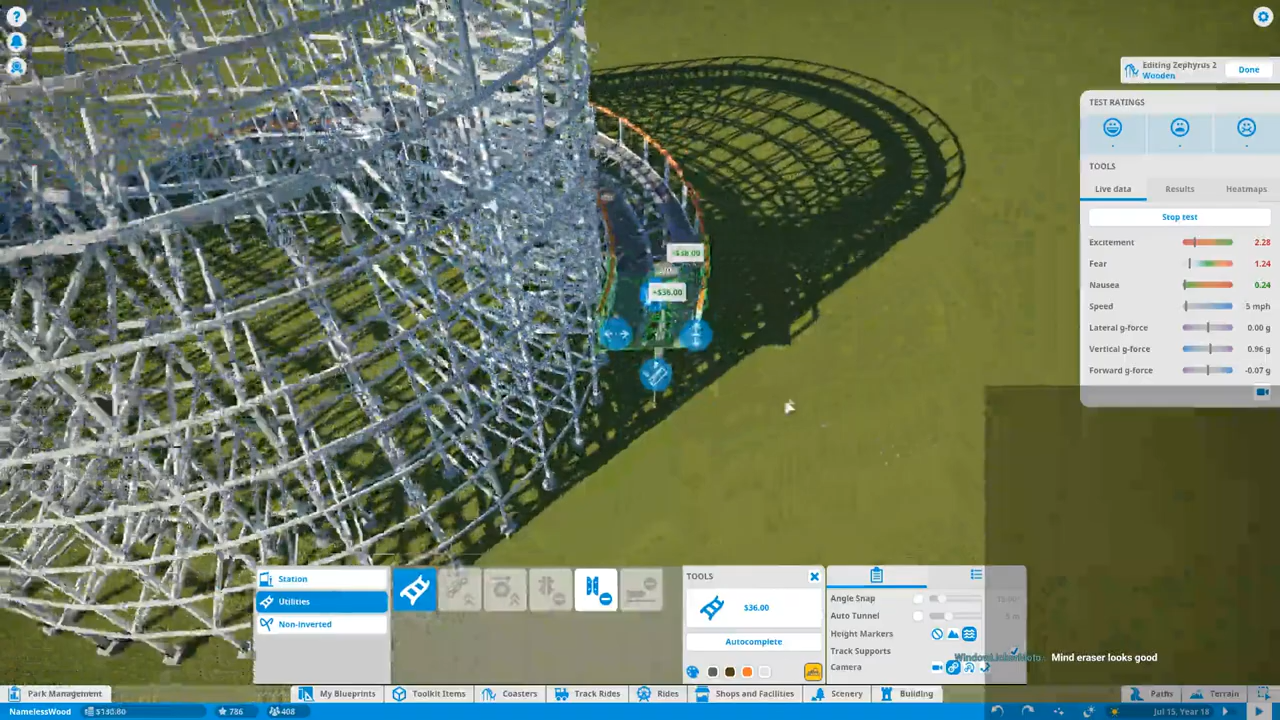 ?
Editing Zephyrus 2
Wooden
Done
TEST RATINGS
TOOLS
Live data
Results
Heatmaps
Stop test
Excitement 2.28
Fear 1.24
Nausea 0.24
Speed 5 mph
Lateral g-force 0.00 g
Vertical g-force 0.96 g
Forward g-force -0.07 g
+$36.00
Station
Utilities
Non-inverted
TOOLS
$36.00
Autocomplete
Angle Snap
Auto Tunnel
Height Markers
Track Supports
Camera
Mind eraser looks good
Park Management
My Blueprints
Toolkit Items
Coasters
Track Rides
Rides
Shops and Facilities
Scenery
Building
Paths
Terrain
NamelessWood
786
408
Jul 15, Year 18